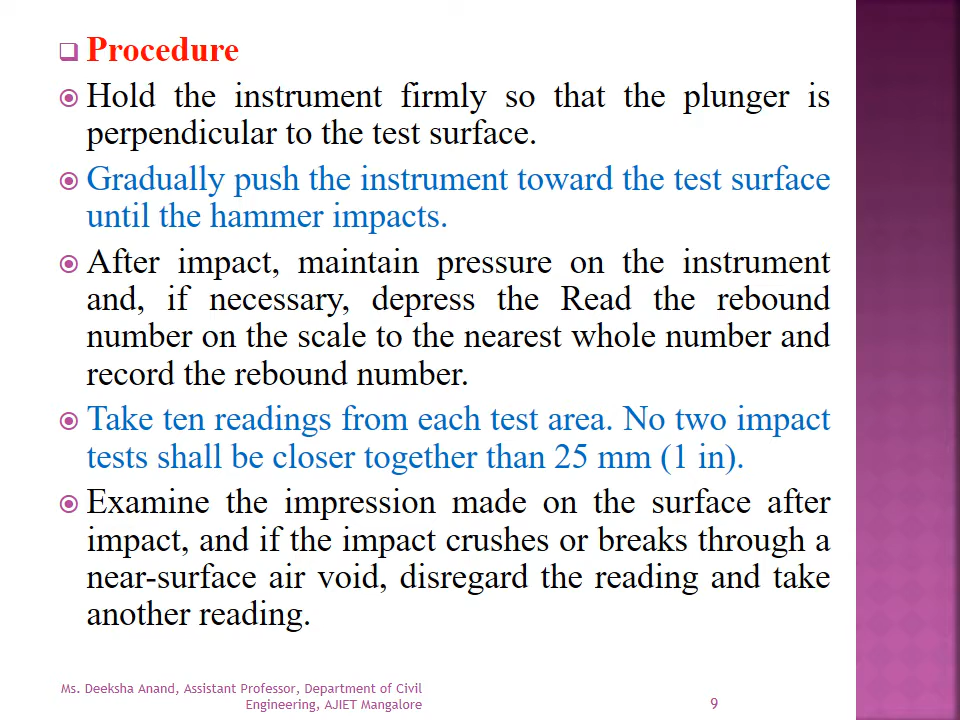 Procedure
Hold the instrument firmly so that the plunger is
perpendicular to the test surface.
Gradually push the instrument toward the test surface
until the hammer impacts.
After impact, maintain pressure on the instrument
and, if necessary, depress the Read the rebound
number on the scale to the nearest whole number and
record the rebound number.
Take ten readings from each test area. No two impact
tests shall be closer together than 25 mm (1 in).
Examine the impression made on the surface after
impact, and if the impact crushes or breaks through a
near-surface air void, disregard the reading and take
another reading.
Ms. Deeksha Anand, Assistant Professor, Department of Civil
Engineering, AJIET Mangalore
9